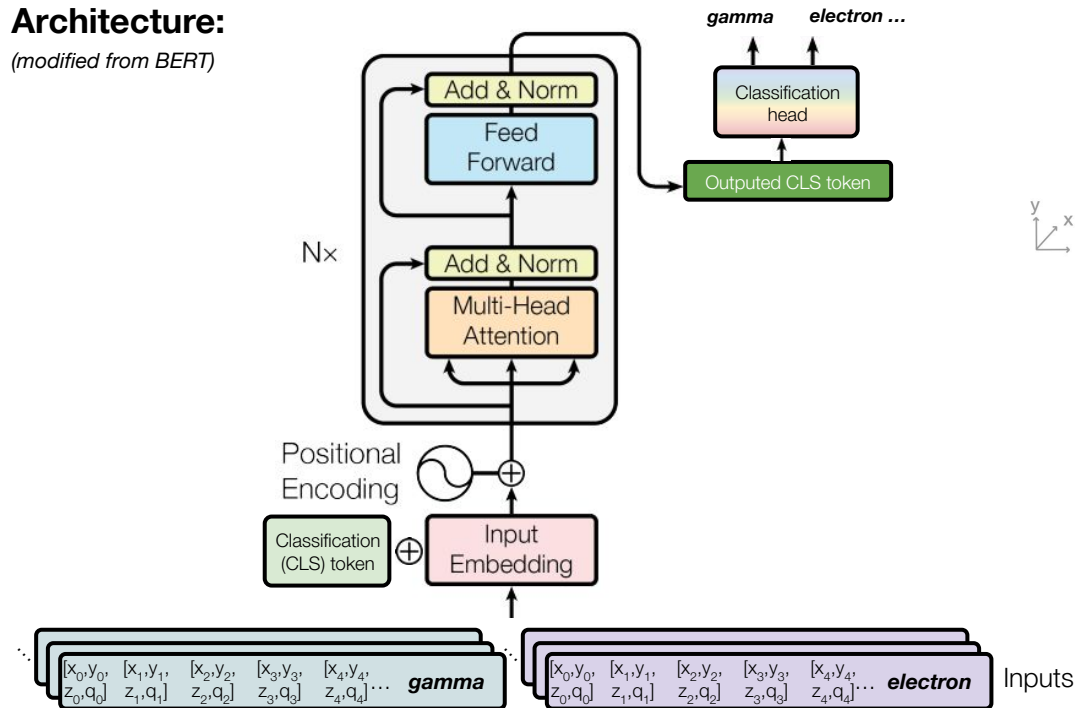 Architecture:
(modified from BERT)
gamma electron ...
Classification
head
Outputed CLS token
y
x
Add & Norm
Feed
Forward
N×
Add & Norm
Multi-Head
Attention
Positional
Encoding
Classification
(CLS) token
Input
Embedding
[x₀,y₀, [x₁,y₁, [x₂,y₂, [x₃,y₃, [x₄,y₄,
z₀,q₀] z₁,q₁] z₂,q₂] z₃,q₃] z₄,q₄] ... gamma
[x₀,y₀, [x₁,y₁, [x₂,y₂, [x₃,y₃, [x₄,y₄,
z₀,q₀] z₁,q₁] z₂,q₂] z₃,q₃] z₄,q₄] ... electron
Inputs